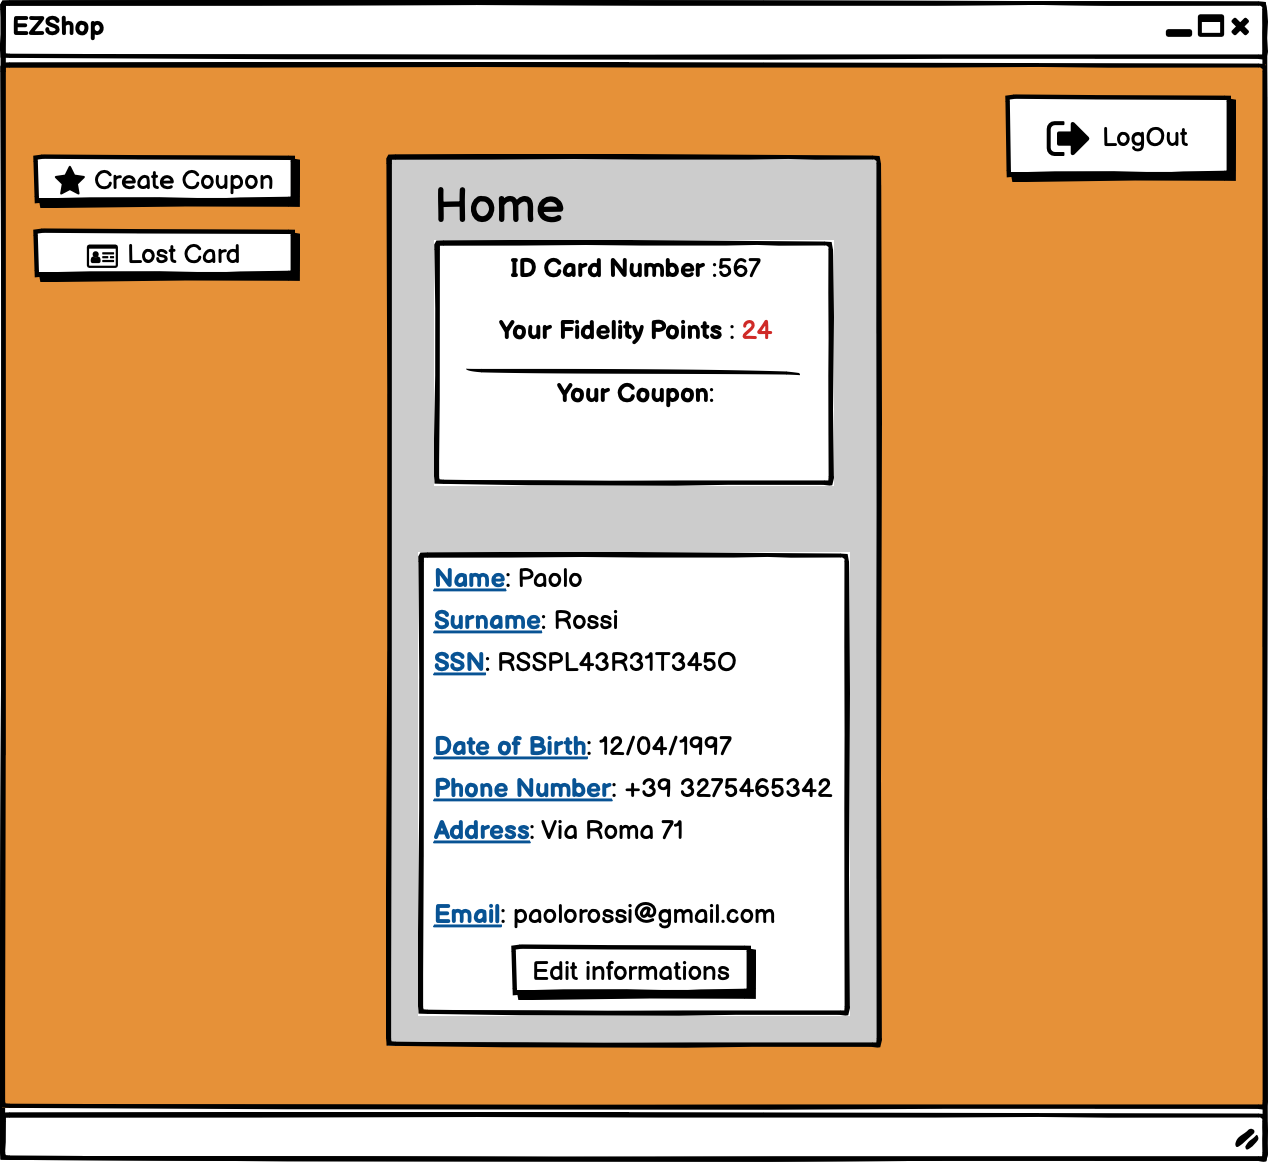 EZShop
LogOut
Create Coupon
Lost Card
Home
ID Card Number :567
Your Fidelity Points : 24
Your Coupon:
Name: Paolo
Surname: Rossi
SSN: RSSPL43R31T345O
Date of Birth: 12/04/1997
Phone Number: +39 3275465342
Address: Via Roma 71
Email: paolorossi@gmail.com
Edit informations